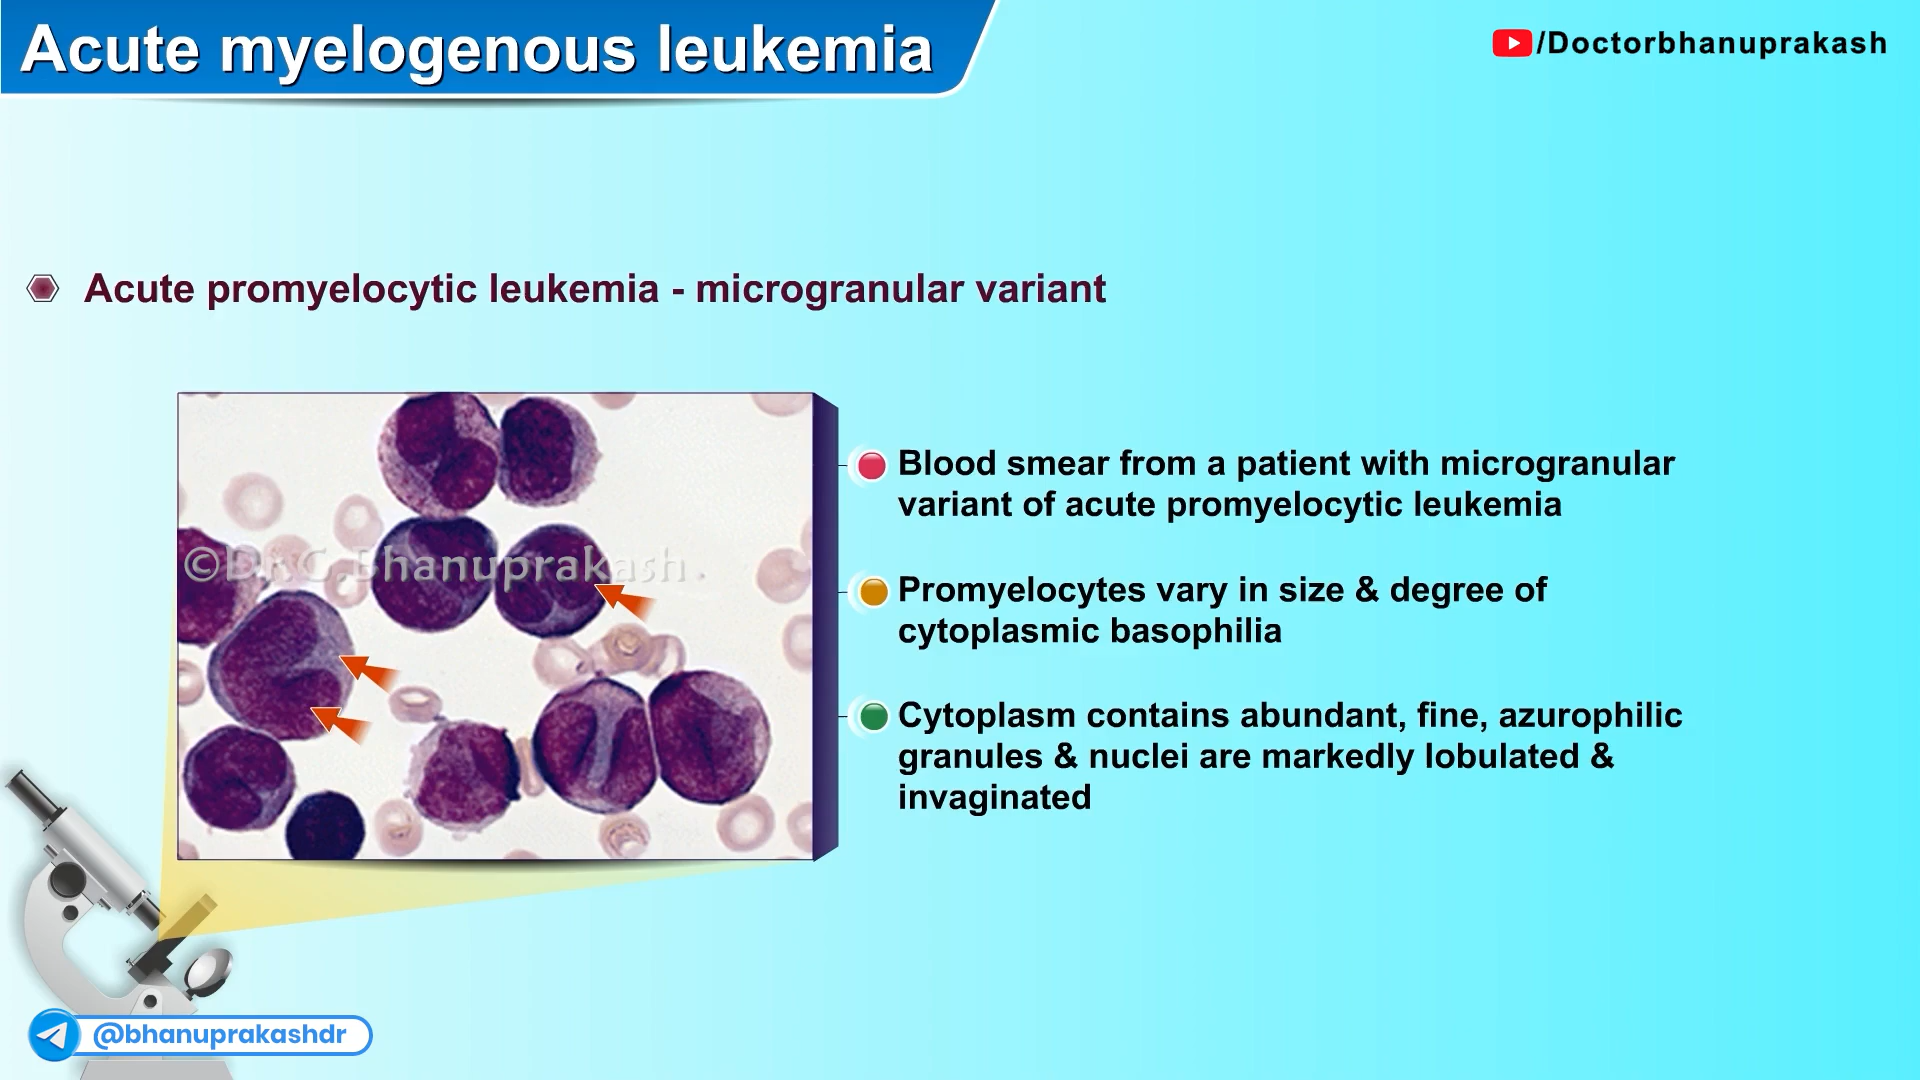 Acute myelogenous leukemia
/Doctorbhanuprakash
Acute promyelocytic leukemia - microgranular variant
©Dr.G.Bhanuprakash.
Blood smear from a patient with microgranular
variant of acute promyelocytic leukemia
Promyelocytes vary in size & degree of
cytoplasmic basophilia
Cytoplasm contains abundant, fine, azurophilic
granules & nuclei are markedly lobulated &
invaginated
@bhanuprakashdr